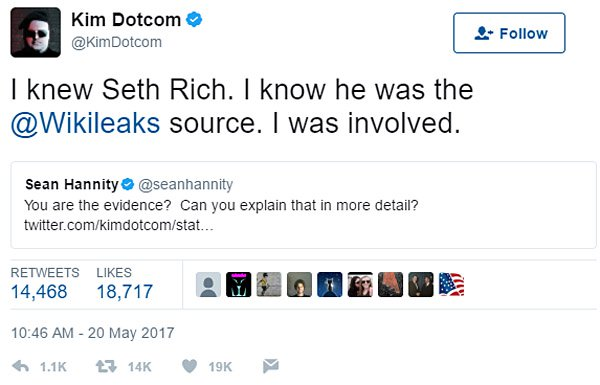 Kim Dotcom
@KimDotcom
Follow
I knew Seth Rich. I know he was the
@Wikileaks source. I was involved.
Sean Hannity @seanhannity
You are the evidence? Can you explain that in more detail?
twitter.com/kimdotcom/stat…
RETWEETS LIKES
14,468 18,717
10:46 AM - 20 May 2017
1.1K 14K 19K